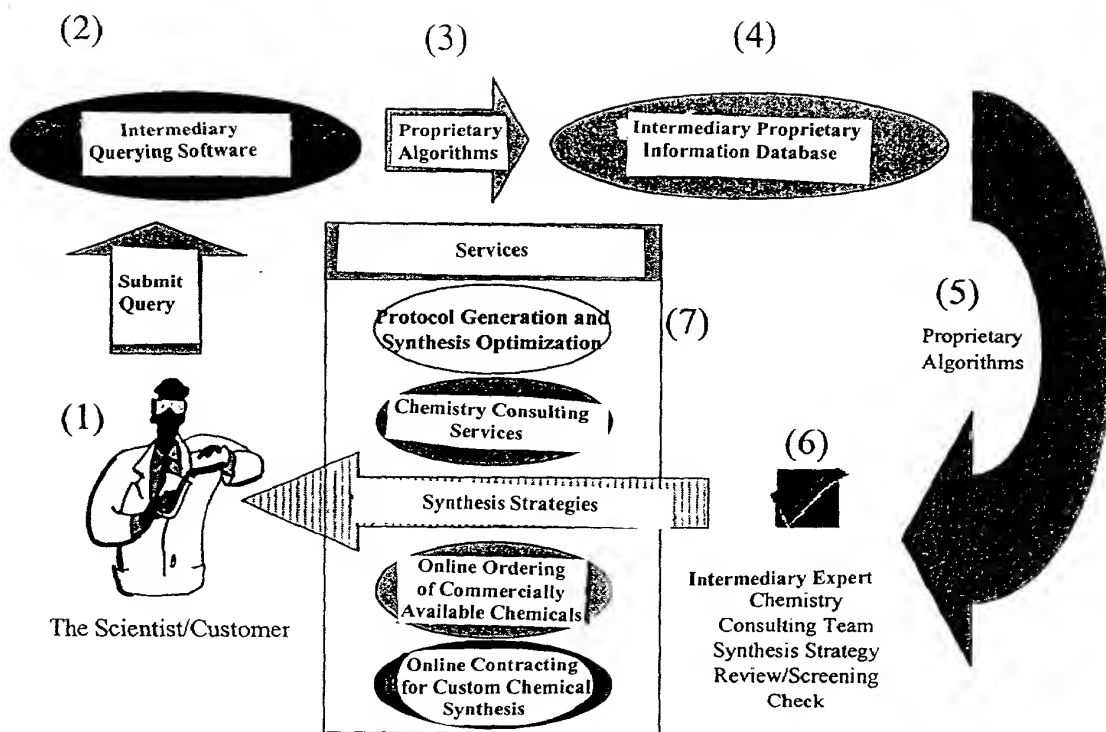 (2)
(3)
(4)
Intermediary
Querying Software
Proprietary
Algorithms
Intermediary Proprietary
Information Database
Submit
Query
Services
Protocol Generation and
Synthesis Optimization
(7)
(5)
Proprietary
Algorithms
Chemistry Consulting
Services
(1)
(6)
Synthesis Strategies
Online Ordering
of Commercially
Available Chemicals
Intermediary Expert
Chemistry
Consulting Team
Synthesis Strategy
Review/Screening
Check
The Scientist/Customer
Online Contracting
for Custom Chemical
Synthesis